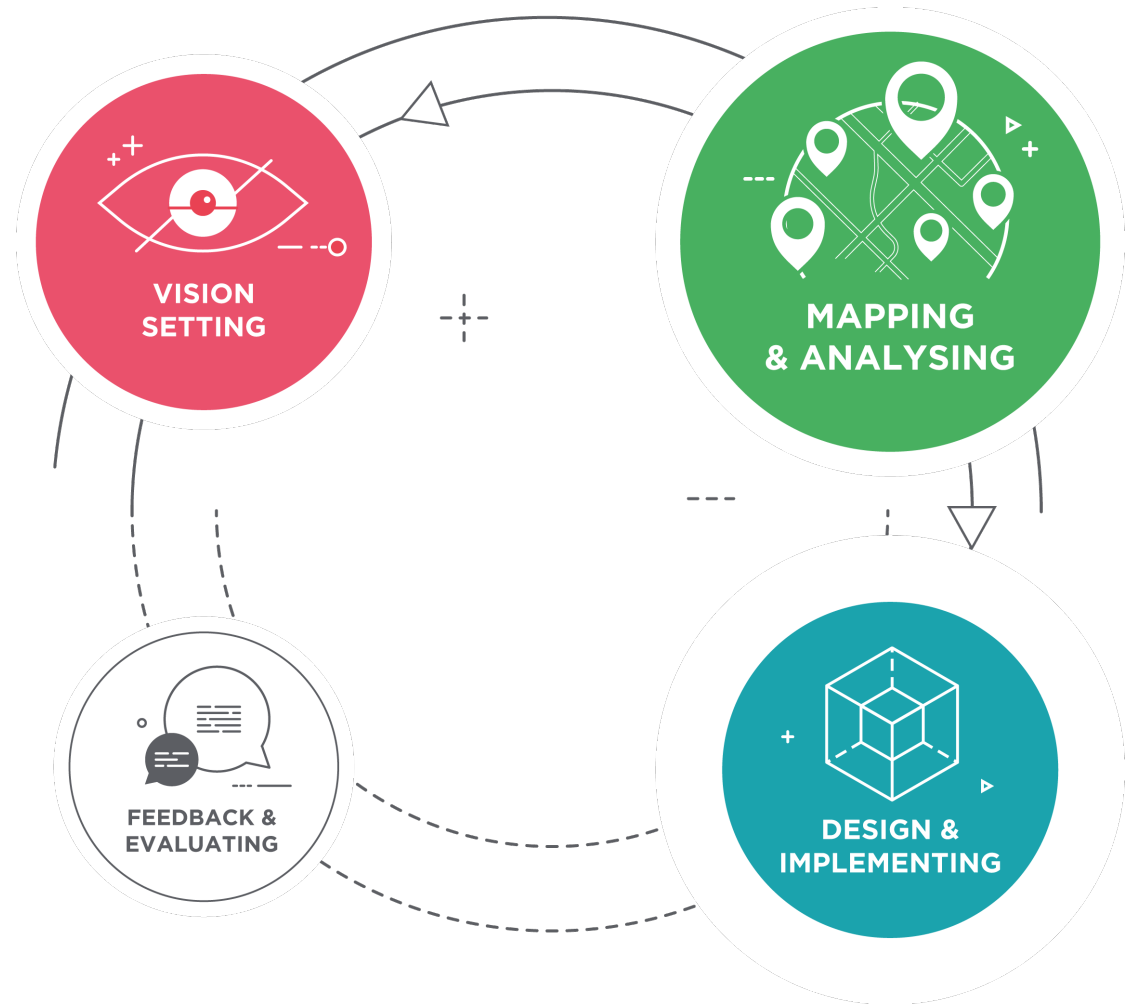 VISION
SETTING
MAPPING
& ANALYSING
FEEDBACK &
EVALUATING
DESIGN &
IMPLEMENTING